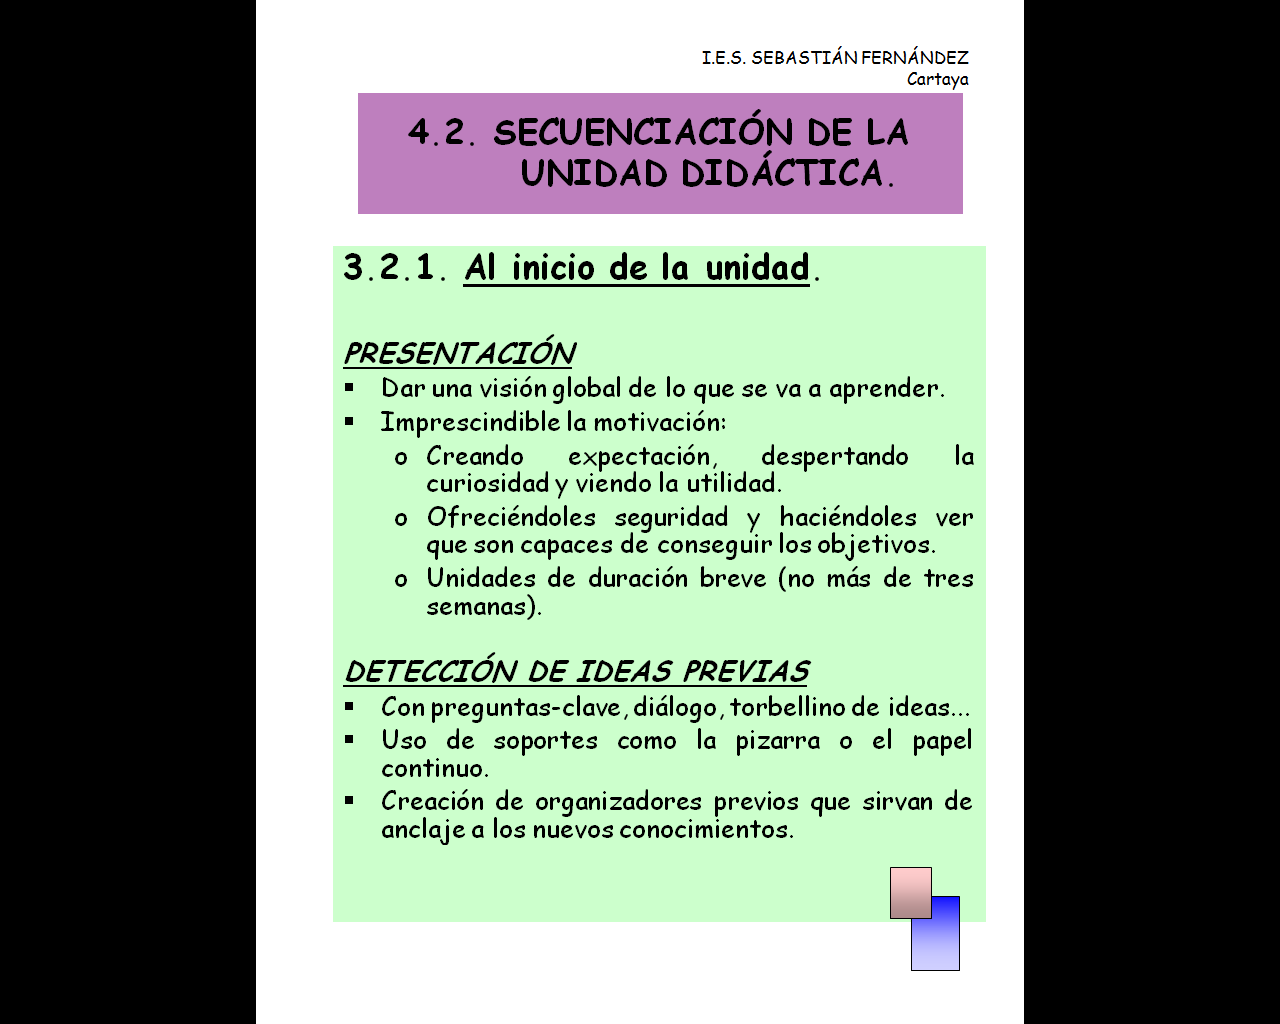 I.E.S. SEBASTIÁN FERNÁNDEZ
Cartaya
4.2. SECUENCIACIÓN DE LA
UNIDAD DIDÁCTICA.
3.2.1. Al inicio de la unidad.
PRESENTACIÓN
▪ Dar una visión global de lo que se va a aprender.
▪ Imprescindible la motivación:
o Creando expectación, despertando la
curiosidad y viendo la utilidad.
o Ofreciéndoles seguridad y haciéndoles ver
que son capaces de conseguir los objetivos.
o Unidades de duración breve (no más de tres
semanas).
DETECCIÓN DE IDEAS PREVIAS
▪ Con preguntas-clave, diálogo, torbellino de ideas...
▪ Uso de soportes como la pizarra o el papel
continuo.
▪ Creación de organizadores previos que sirvan de
anclaje a los nuevos conocimientos.